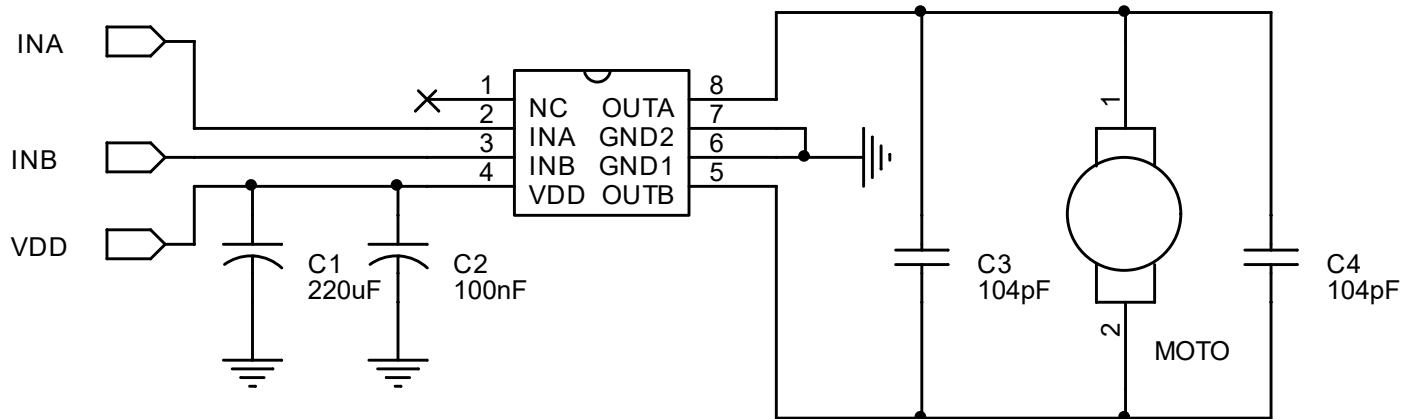 INA
INB
VDD
1
2
3
4
NC
INA
INB
VDD
OUTA
GND2
GND1
OUTB
8
7
6
5
C1
220uF
C2
100nF
C3
104pF
1
2
MOTO
C4
104pF